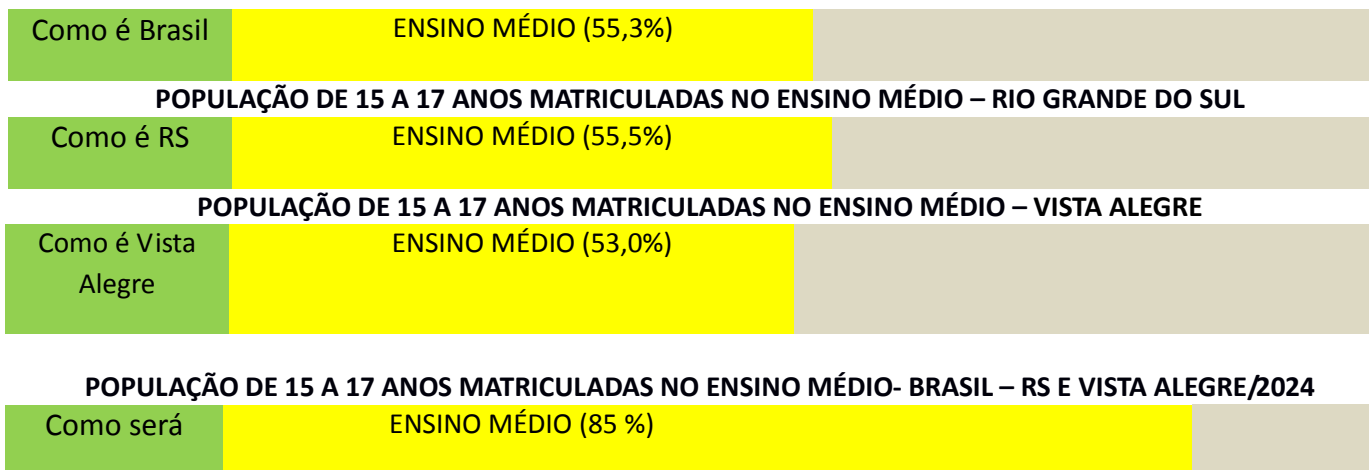 Como é Brasil ENSINO MÉDIO (55,3%)
POPULAÇÃO DE 15 A 17 ANOS MATRICULADAS NO ENSINO MÉDIO – RIO GRANDE DO SUL
Como é RS ENSINO MÉDIO (55,5%)
POPULAÇÃO DE 15 A 17 ANOS MATRICULADAS NO ENSINO MÉDIO – VISTA ALEGRE
Como é Vista ENSINO MÉDIO (53,0%)
Alegre
POPULAÇÃO DE 15 A 17 ANOS MATRICULADAS NO ENSINO MÉDIO- BRASIL – RS E VISTA ALEGRE/2024
Como será ENSINO MÉDIO (85 %)